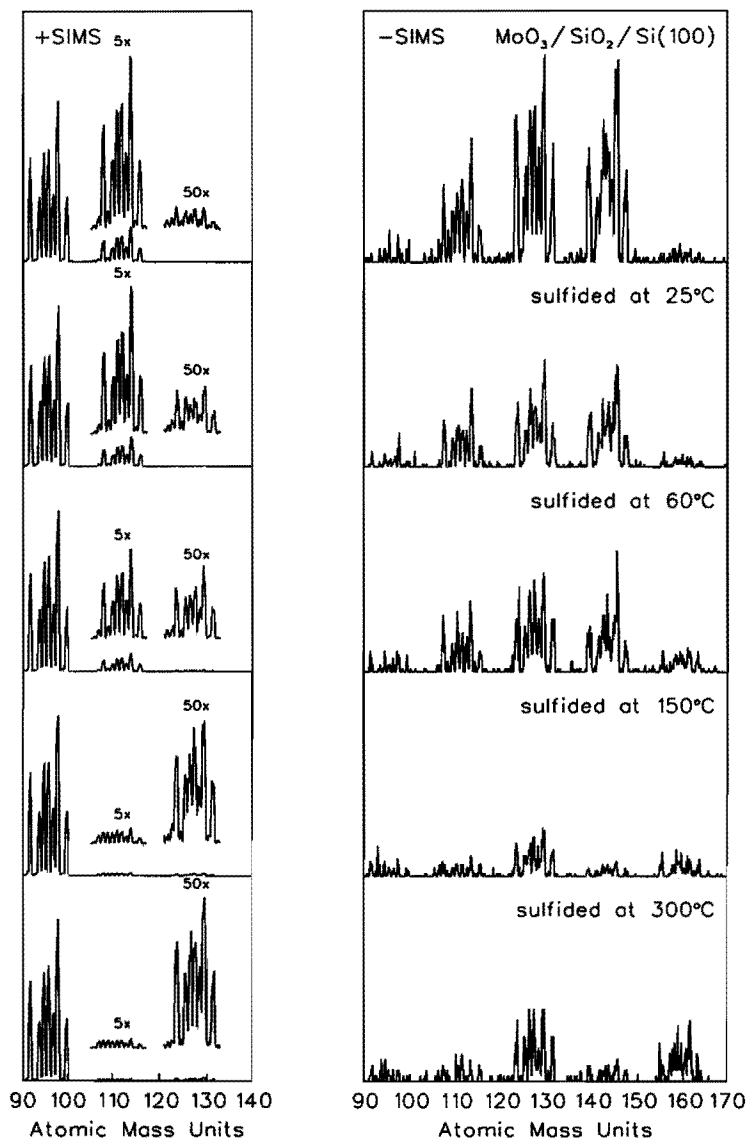 +SIMS
5x
50x
5x
50x
5x
50x
5x
50x
5x
50x
90 100 110 120 130 140
Atomic Mass Units
−SIMS MoO₃/SiO₂/Si(100)
sulfided at 25°C
sulfided at 60°C
sulfided at 150°C
sulfided at 300°C
90 100 110 120 130 140 150 160 170
Atomic Mass Units